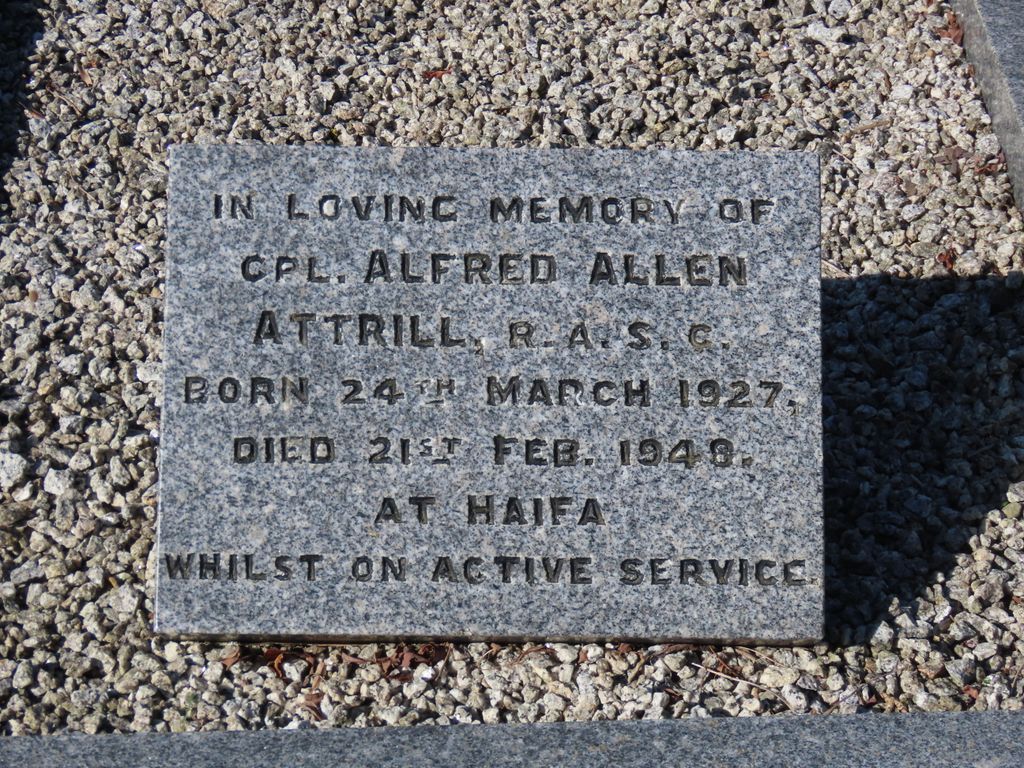 IN LOVING MEMORY OF
CPL. ALFRED ALLEN
ATTRILL, R.A.S.C.
BORN 24TH MARCH 1927,
DIED 21ST FEB. 1948.
AT HAIFA
WHILST ON ACTIVE SERVICE.